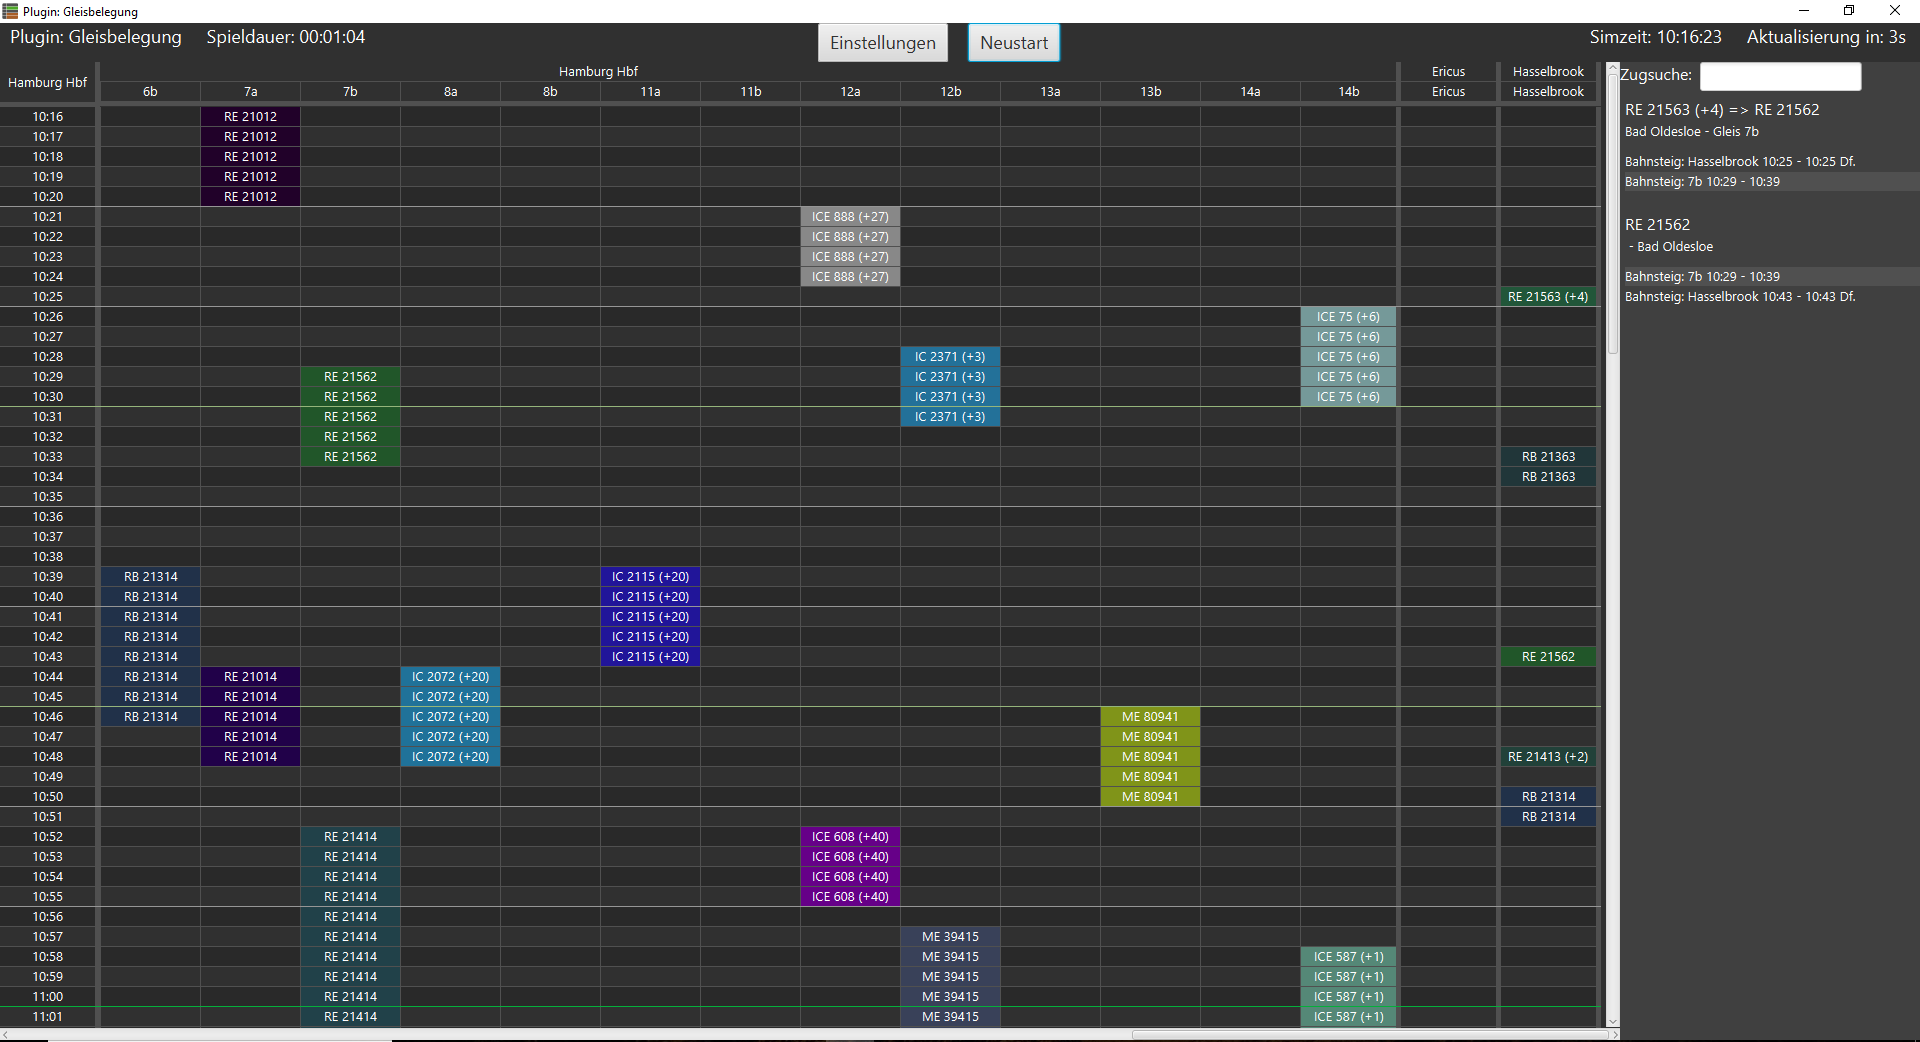 Plugin: Gleisbelegung
Plugin: Gleisbelegung Spieldauer: 00:01:04 Einstellungen Neustart Simzeit: 10:16:23 Aktualisierung in: 3s
Hamburg Hbf Hamburg Hbf Ericus Hasselbrook
6b 7a 7b 8a 8b 11a 11b 12a 12b 13a 13b 14a 14b Ericus Hasselbrook
10:16 RE 21012
10:17 RE 21012
10:18 RE 21012
10:19 RE 21012
10:20 RE 21012
10:21 ICE 888 (+27)
10:22 ICE 888 (+27)
10:23 ICE 888 (+27)
10:24 ICE 888 (+27)
10:25 RE 21563 (+4)
10:26 ICE 75 (+6)
10:27 ICE 75 (+6)
10:28 IC 2371 (+3) ICE 75 (+6)
10:29 RE 21562 IC 2371 (+3) ICE 75 (+6)
10:30 RE 21562 IC 2371 (+3) ICE 75 (+6)
10:31 RE 21562 IC 2371 (+3)
10:32 RE 21562
10:33 RE 21562 RB 21363
10:34 RB 21363
10:35
10:36
10:37
10:38
10:39 RB 21314 IC 2115 (+20)
10:40 RB 21314 IC 2115 (+20)
10:41 RB 21314 IC 2115 (+20)
10:42 RB 21314 IC 2115 (+20)
10:43 RB 21314 IC 2115 (+20) RE 21562
10:44 RB 21314 RE 21014 IC 2072 (+20)
10:45 RB 21314 RE 21014 IC 2072 (+20)
10:46 RB 21314 RE 21014 IC 2072 (+20) ME 80941
10:47 RE 21014 IC 2072 (+20) ME 80941
10:48 RE 21014 IC 2072 (+20) ME 80941 RE 21413 (+2)
10:49 ME 80941
10:50 ME 80941 RB 21314
10:51 RB 21314
10:52 RE 21414 ICE 608 (+40)
10:53 RE 21414 ICE 608 (+40)
10:54 RE 21414 ICE 608 (+40)
10:55 RE 21414 ICE 608 (+40)
10:56 RE 21414
10:57 RE 21414 ME 39415
10:58 RE 21414 ME 39415 ICE 587 (+1)
10:59 RE 21414 ME 39415 ICE 587 (+1)
11:00 RE 21414 ME 39415 ICE 587 (+1)
11:01 RE 21414 ME 39415 ICE 587 (+1)
Zugsuche:
RE 21563 (+4) => RE 21562
Bad Oldesloe - Gleis 7b
Bahnsteig: Hasselbrook 10:25 - 10:25 Df.
Bahnsteig: 7b 10:29 - 10:39
RE 21562
- Bad Oldesloe
Bahnsteig: 7b 10:29 - 10:39
Bahnsteig: Hasselbrook 10:43 - 10:43 Df.